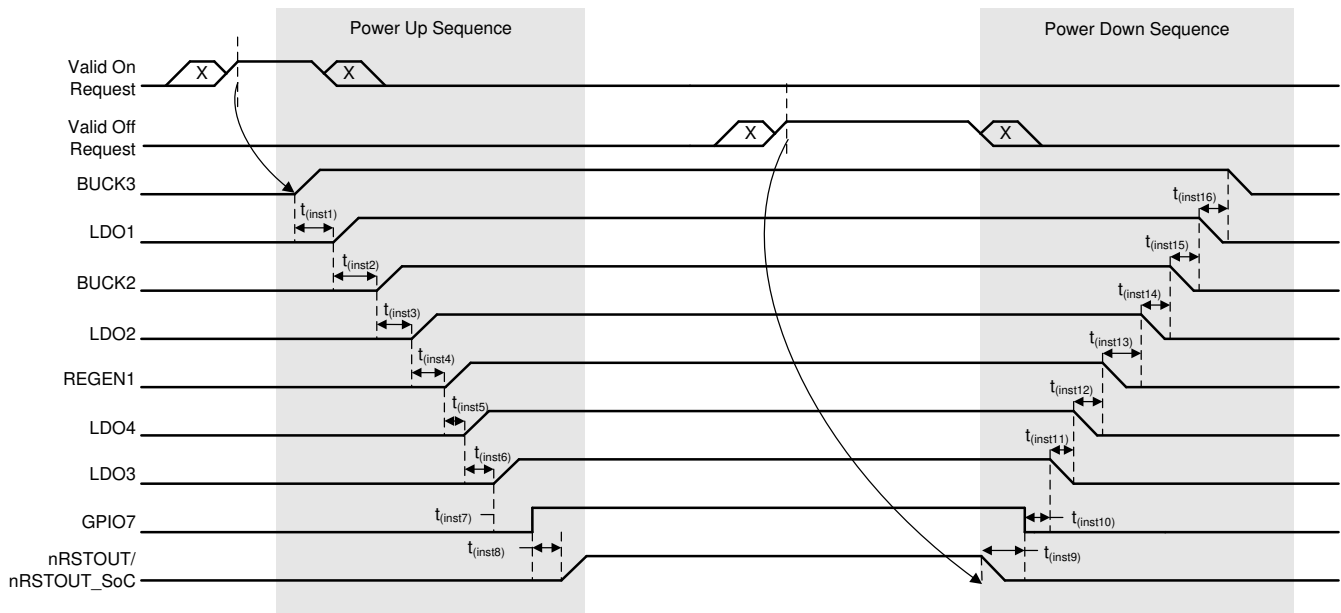 Power Up Sequence
Power Down Sequence
Valid On
Request
X
X
Valid Off
Request
X
X
BUCK3
t(inst1)
t(inst16)
LDO1
t(inst2)
t(inst15)
BUCK2
t(inst3)
t(inst14)
LDO2
t(inst4)
t(inst13)
REGEN1
t(inst5)
t(inst12)
LDO4
t(inst6)
t(inst11)
LDO3
t(inst7)
t(inst10)
GPIO7
t(inst8)
t(inst9)
nRSTOUT/
nRSTOUT_SoC